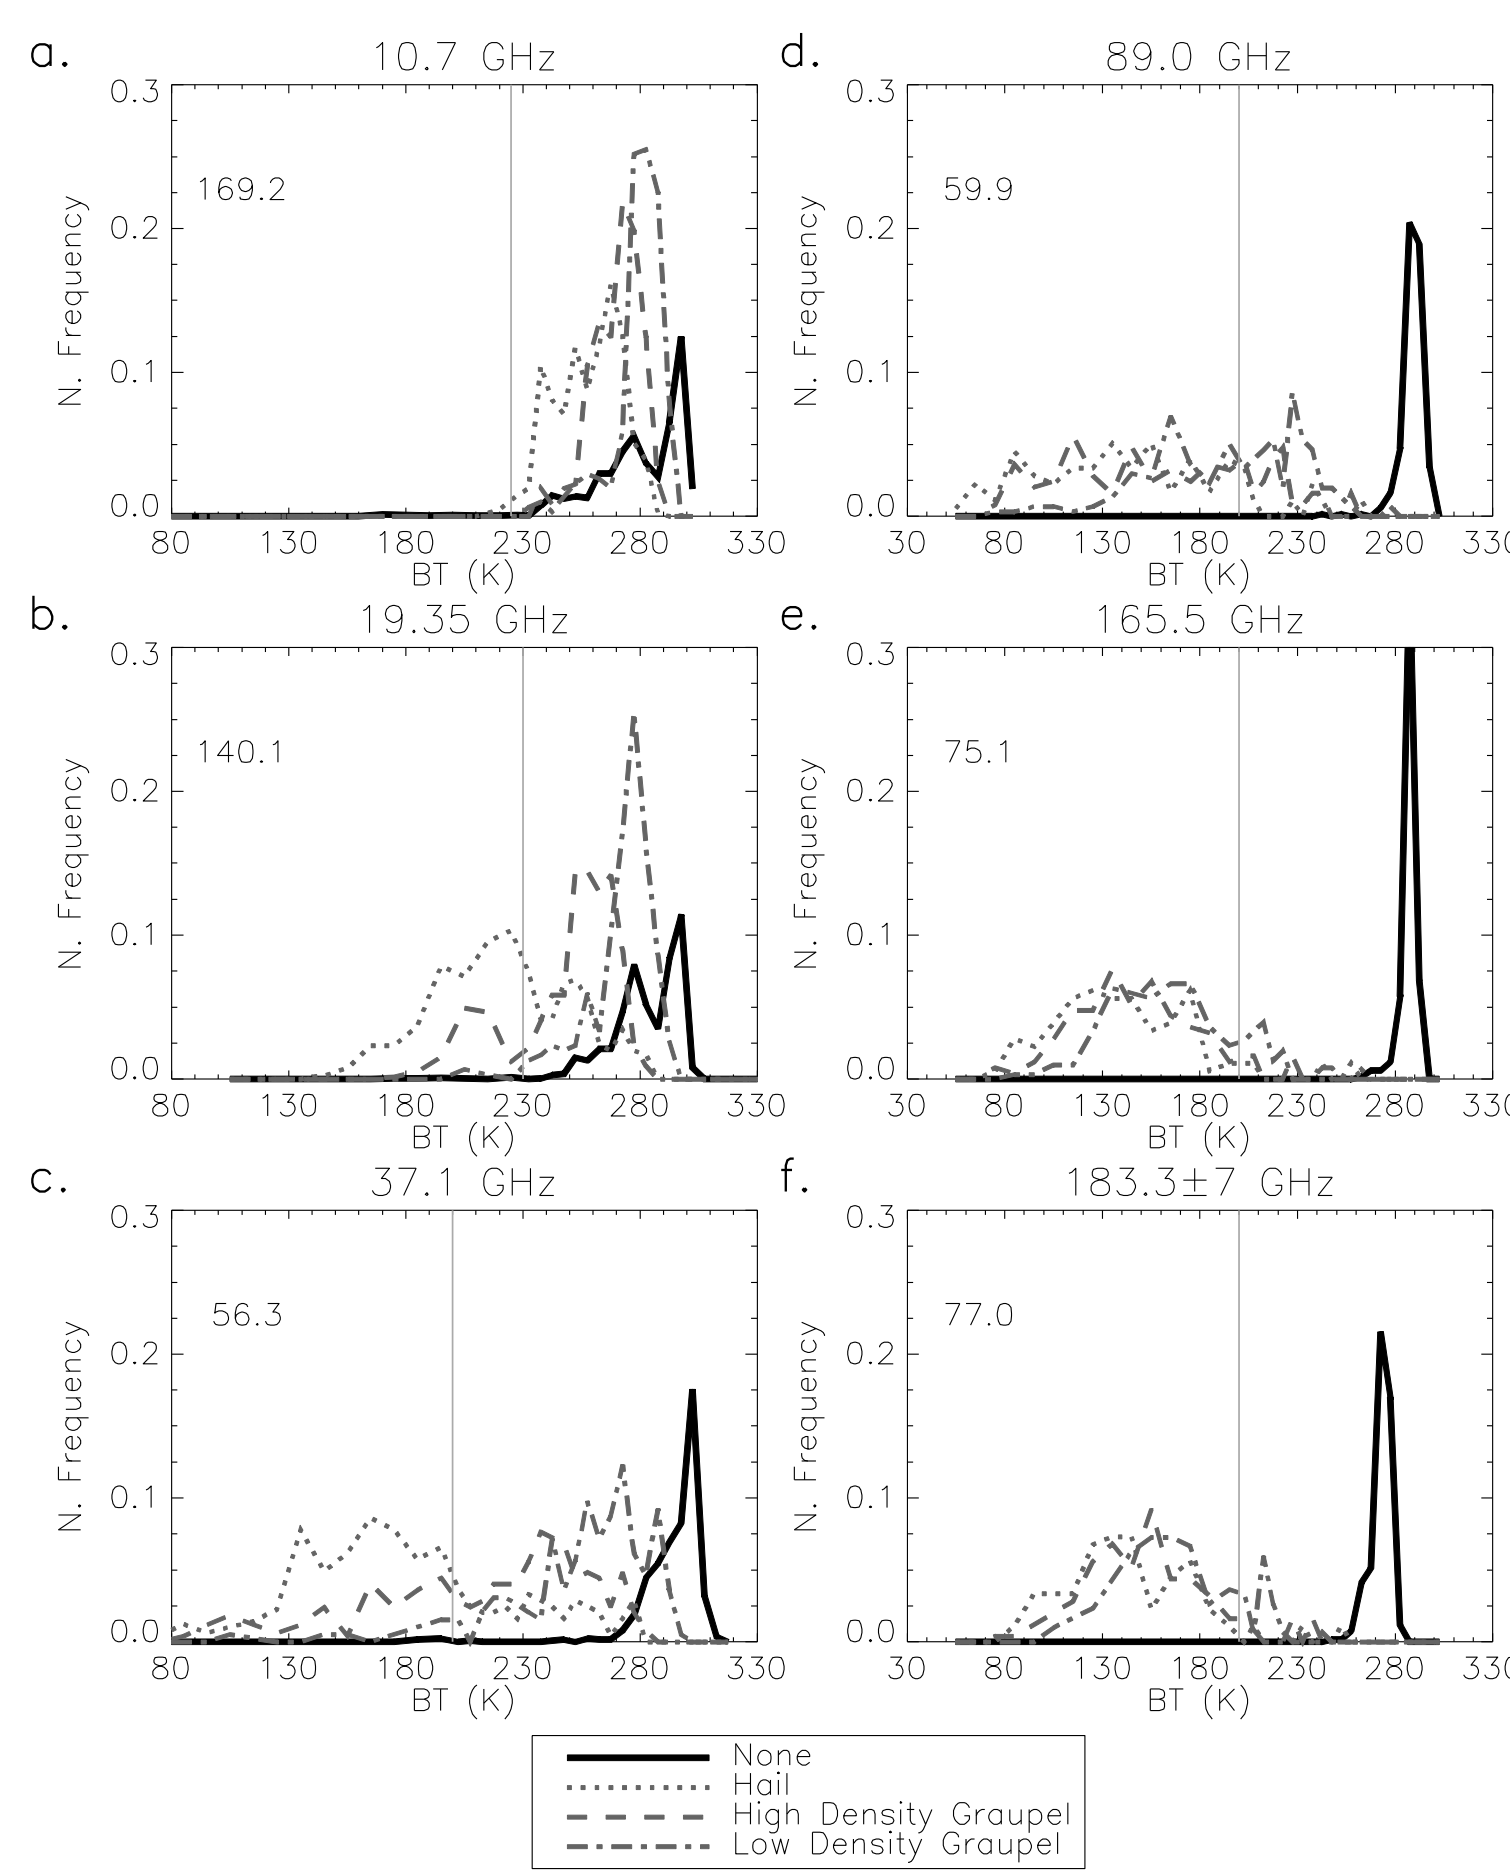 a.
10.7 GHz
0.3
0.2
0.1
0.0
N. Frequency
169.2
80 130 180 230 280 330
BT (K)
b.
19.35 GHz
0.3
0.2
0.1
0.0
N. Frequency
140.1
80 130 180 230 280 330
BT (K)
c.
37.1 GHz
0.3
0.2
0.1
0.0
N. Frequency
56.3
80 130 180 230 280 330
BT (K)
d.
89.0 GHz
0.3
0.2
0.1
0.0
N. Frequency
59.9
30 80 130 180 230 280 330
BT (K)
e.
165.5 GHz
0.3
0.2
0.1
0.0
N. Frequency
75.1
30 80 130 180 230 280 330
BT (K)
f.
183.3±7 GHz
0.3
0.2
0.1
0.0
N. Frequency
77.0
30 80 130 180 230 280 330
BT (K)
None
Hail
High Density Graupel
Low Density Graupel